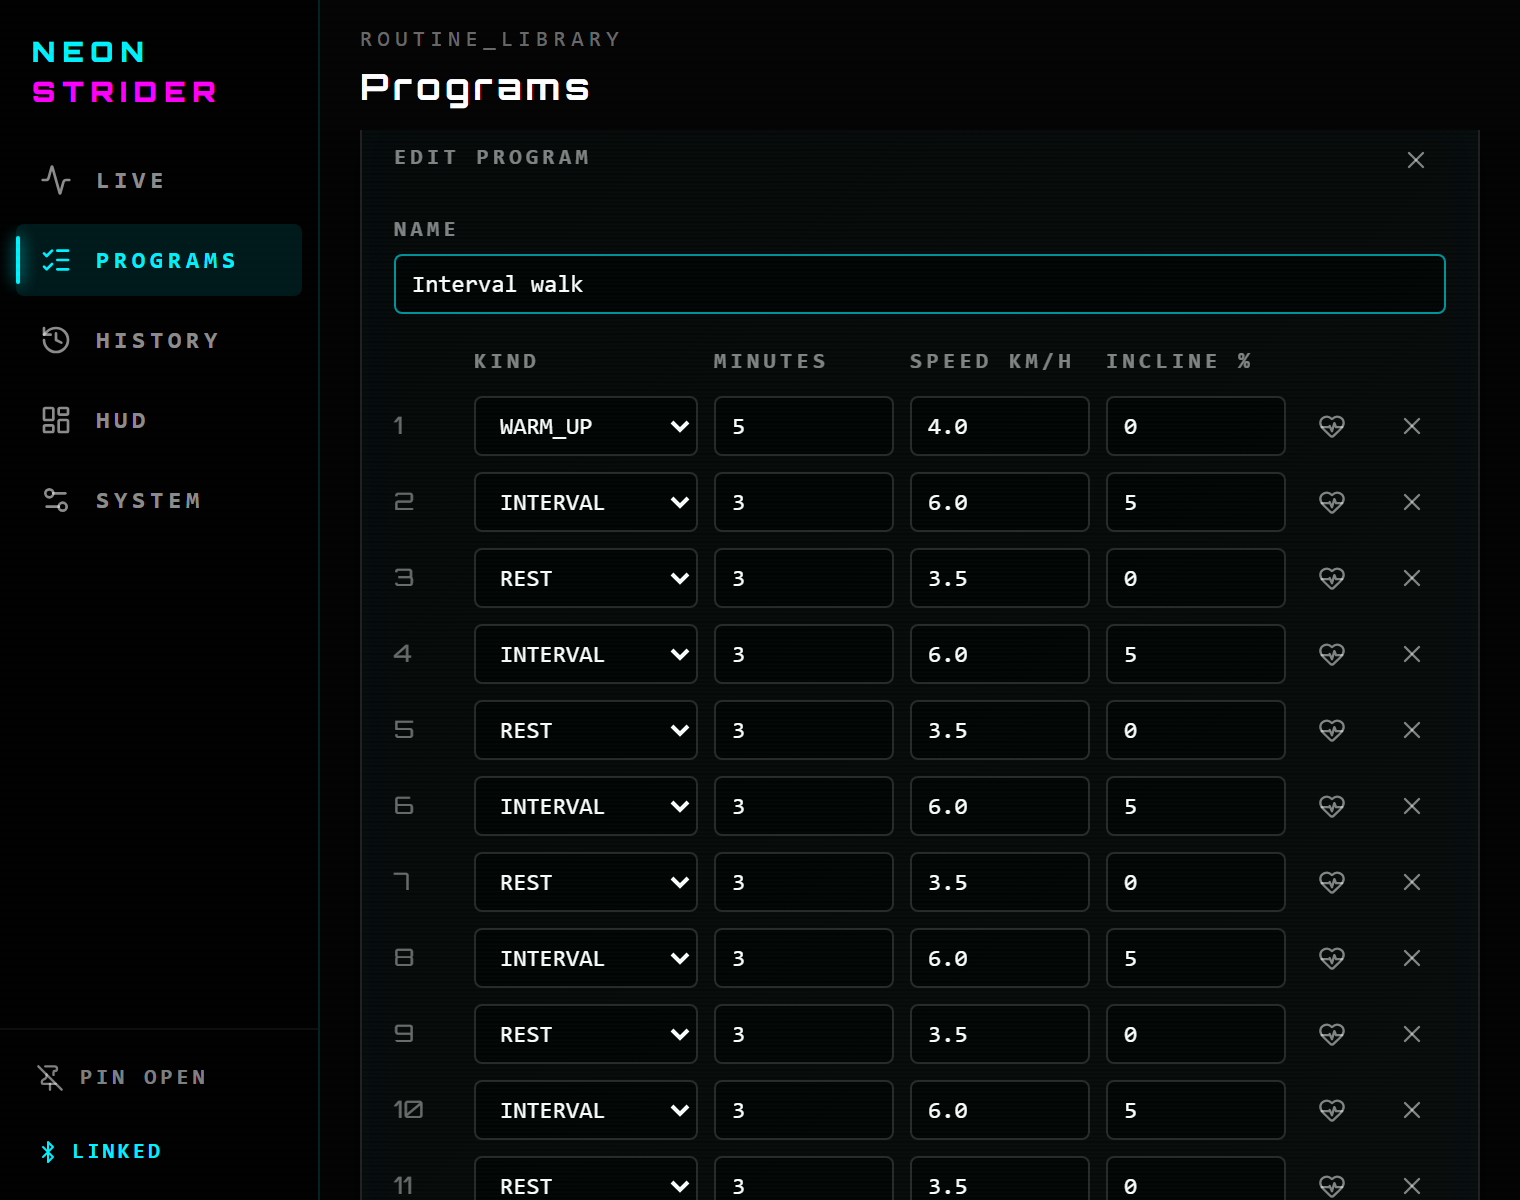 NEON
STRIDER
LIVE
PROGRAMS
HISTORY
HUD
SYSTEM
PIN OPEN
LINKED
ROUTINE_LIBRARY
Programs
EDIT PROGRAM
NAME
Interval walk
KIND MINUTES SPEED KM/H INCLINE %
1 WARM_UP 5 4.0 0
2 INTERVAL 3 6.0 5
3 REST 3 3.5 0
4 INTERVAL 3 6.0 5
5 REST 3 3.5 0
6 INTERVAL 3 6.0 5
7 REST 3 3.5 0
8 INTERVAL 3 6.0 5
9 REST 3 3.5 0
10 INTERVAL 3 6.0 5
11 REST 3 3.5 0